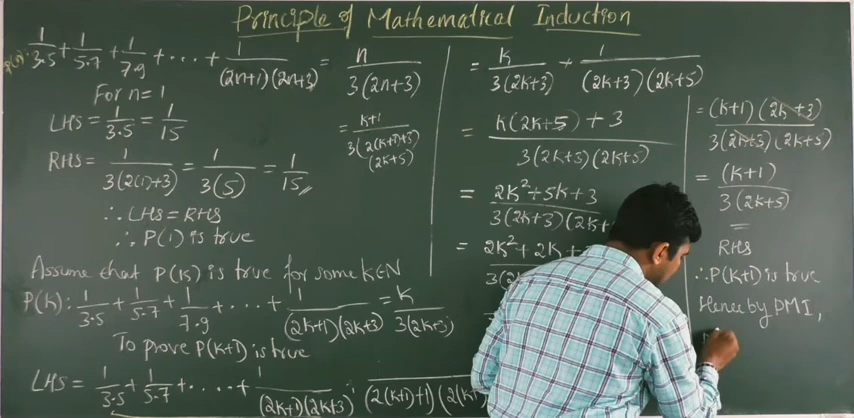 Principle of Mathematical Induction
P(n): 1/3.5 + 1/5.7 + 1/7.9 + ... + 1/(2n+1)(2n+3) = n/3(2n+3)
For n=1
LHS = 1/3.5 = 1/15
RHS = 1/3(2(1)+3) = 1/3(5) = 1/15
∴ LHS = RHS
∴ P(1) is true
= k+1/3(2(k+1)+3)
(2k+5)
Assume that P(k) is true for some k∈N
P(k): 1/3.5 + 1/5.7 + 1/7.9 + ... + 1/(2k+1)(2k+3) = k/3(2k+3)
To prove P(k+1) is true
LHS = 1/3.5 + 1/5.7 + ... + 1/(2k+1)(2k+3) + /(2(k+1)+1)(2(k+1)
= k/3(2k+3) + 1/(2k+3)(2k+5)
= k(2k+5)+3/3(2k+3)(2k+5)
= 2k²+5k+3/3(2k+3)(2k+
= 2k²+2k+
= (k+1)(2k+3)/3(2k+3)(2k+5)
= (k+1)/3(2k+5)
=
RHS
∴ P(k+1) is true
Hence by PMI,